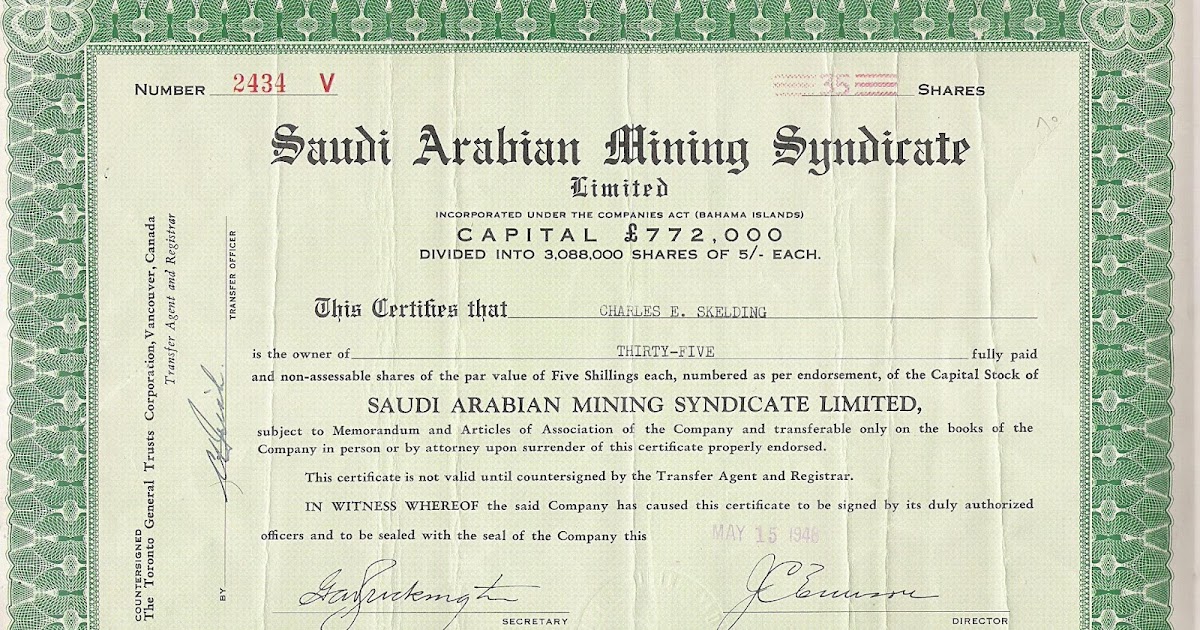 NUMBER 2434 V
35 SHARES
Saudi Arabian Mining Syndicate
Limited
INCORPORATED UNDER THE COMPANIES ACT (BAHAMA ISLANDS)
CAPITAL £772,000
DIVIDED INTO 3,088,000 SHARES OF 5/- EACH.
This Certifies that CHARLES E. SKELDING
is the owner of THIRTY-FIVE fully paid
and non-assessable shares of the par value of Five Shillings each, numbered as per endorsement, of the Capital Stock of
SAUDI ARABIAN MINING SYNDICATE LIMITED,
subject to Memorandum and Articles of Association of the Company and transferable only on the books of the
Company in person or by attorney upon surrender of this certificate properly endorsed.
This certificate is not valid until countersigned by the Transfer Agent and Registrar.
IN WITNESS WHEREOF the said Company has caused this certificate to be signed by its duly authorized
officers and to be sealed with the seal of the Company this MAY 15 1948
SECRETARY
DIRECTOR
COUNTERSIGNED
The Toronto General Trusts Corporation, Vancouver, Canada
Transfer Agent and Registrar
BY
TRANSFER OFFICER